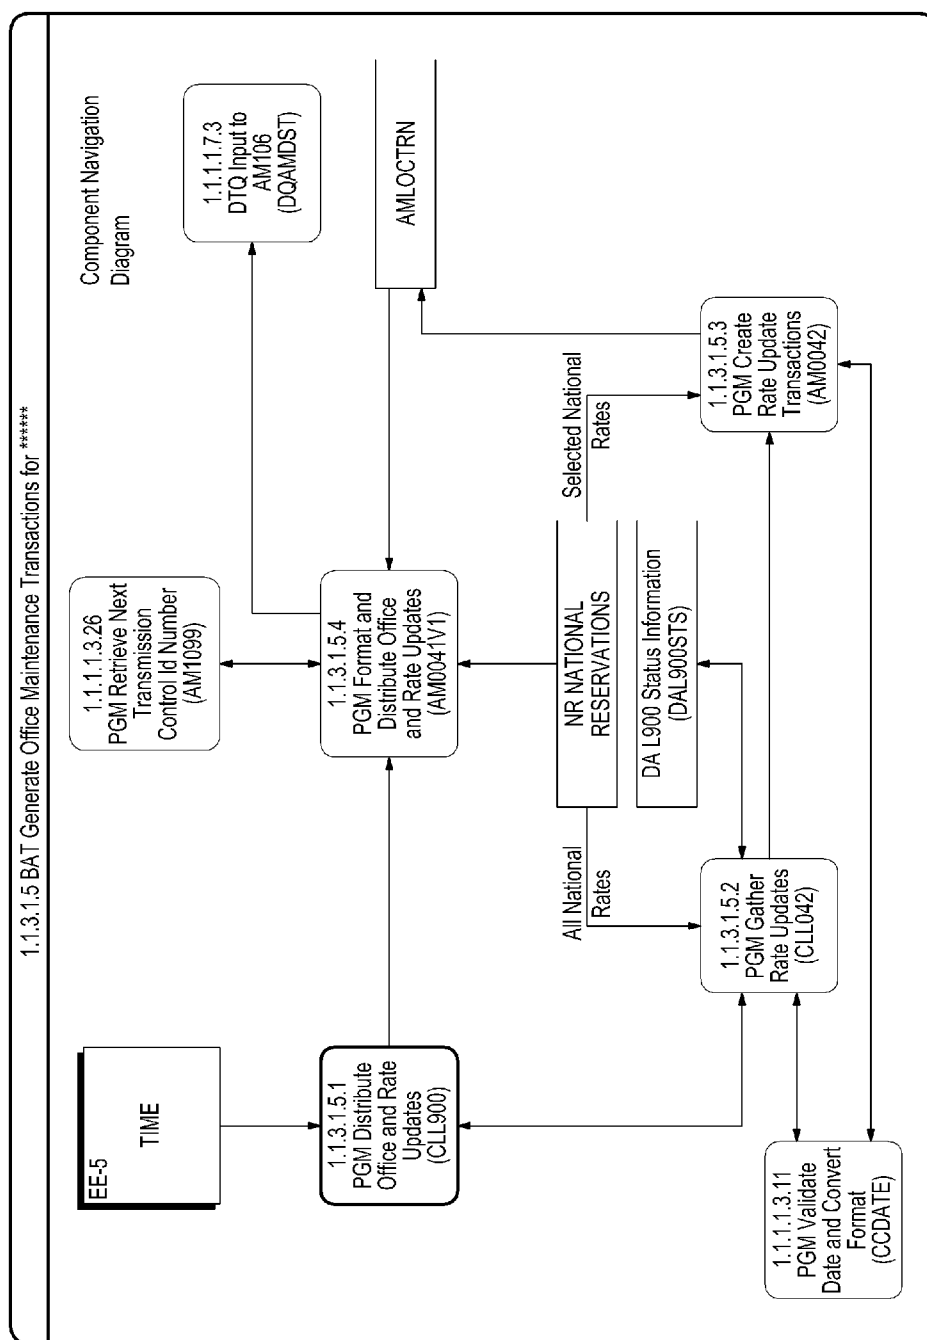 1.1.3.1.5 BAT Generate Office Maintenance Transactions for ******
Component Navigation
Diagram
EE-5
TIME
1.1.1.1.3.26
PGM Retrieve Next
Transmission
Control Id Number
(AM1099)
1.1.1.1.7.3
DTQ Input to
AM106
(DQAMDST)
1.1.3.1.5.1
PGM Distribute
Office and Rate
Updates
(CLL900)
1.1.3.1.5.4
PGM Format and
Distribute Office
and Rate Updates
(AM0041V1)
AMLOCTRN
All National
Rates
NR NATIONAL
RESERVATIONS
Selected National
Rates
DA L900 Status Information
(DAL900STS)
1.1.3.1.5.2
PGM Gather
Rate Updates
(CLL042)
1.1.3.1.5.3
PGM Create
Rate Update
Transactions
(AM0042)
1.1.1.1.3.11
PGM Validate
Date and Convert
Format
(CCDATE)